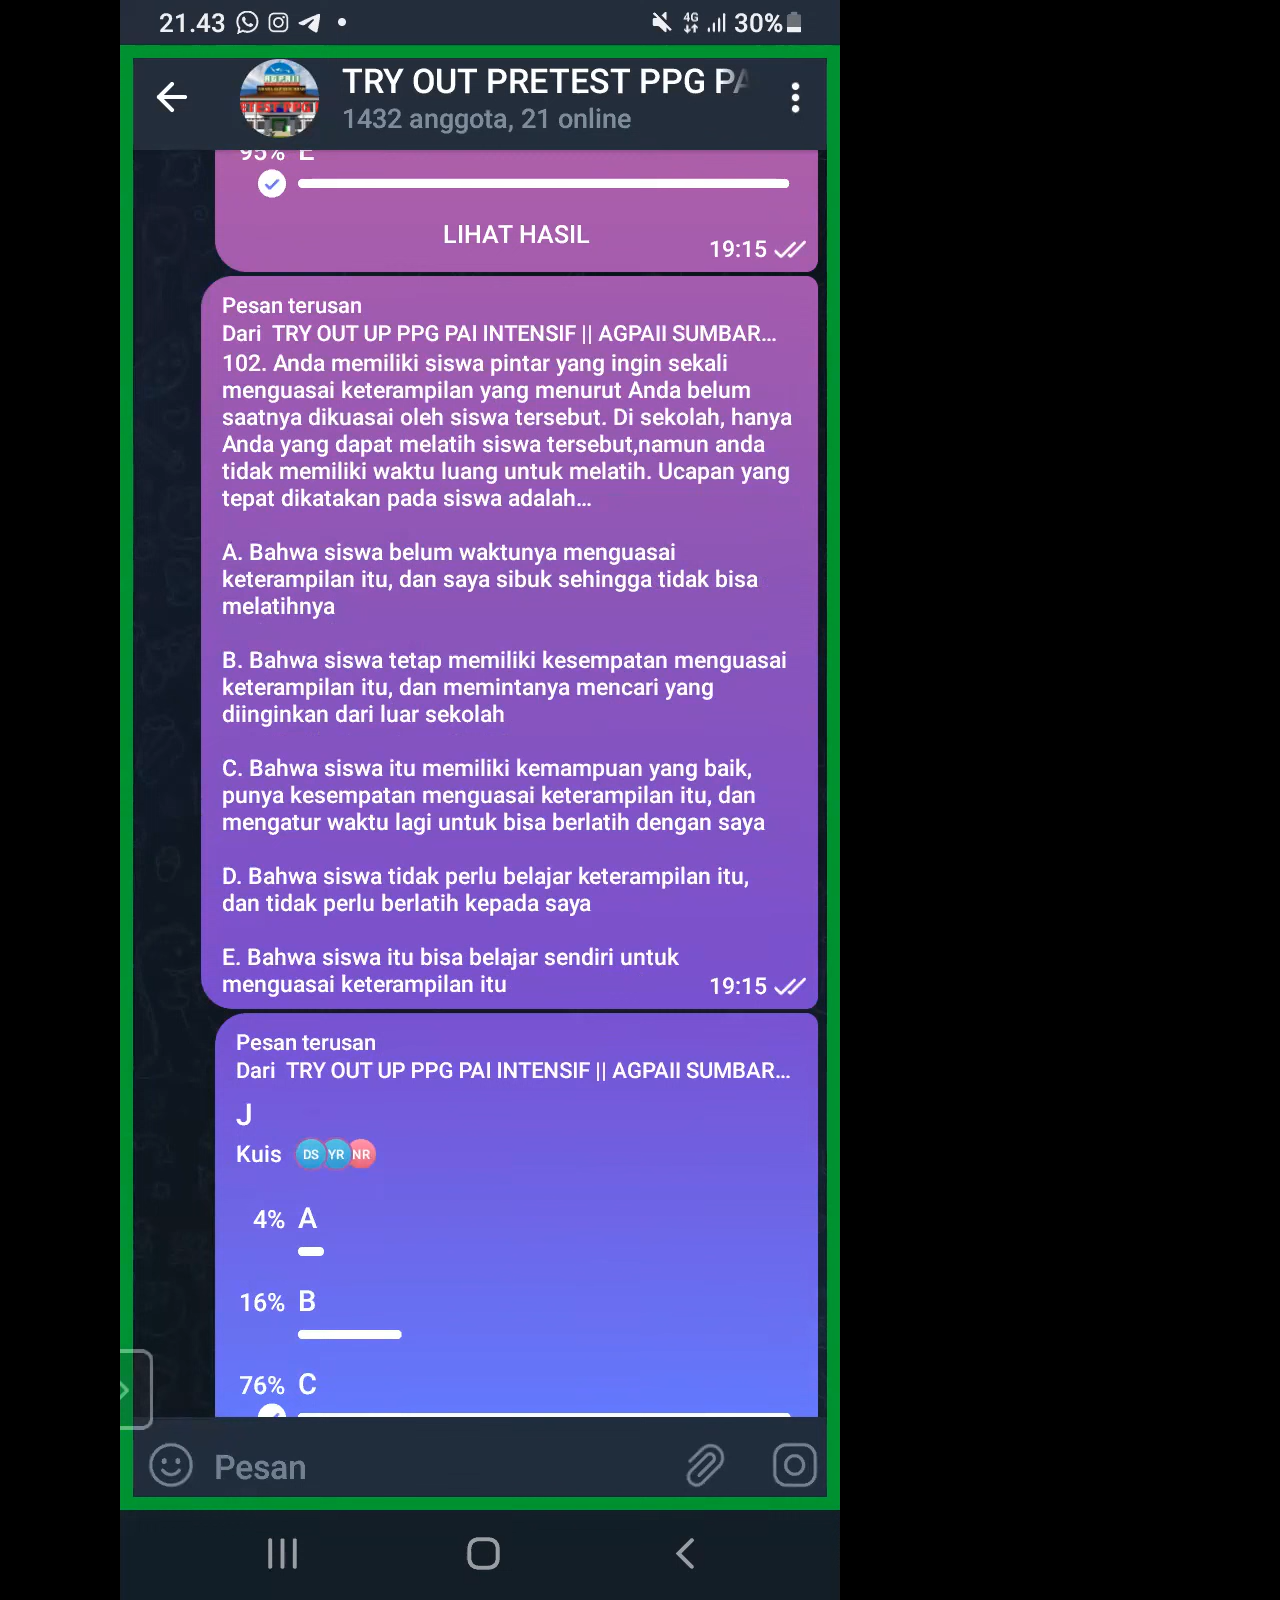 21.43
4G 30%
TRY OUT PRETEST PPG PA
1432 anggota, 21 online
95% E
LIHAT HASIL
19:15
Pesan terusan
Dari TRY OUT UP PPG PAI INTENSIF || AGPAII SUMBAR...
102. Anda memiliki siswa pintar yang ingin sekali
menguasai keterampilan yang menurut Anda belum
saatnya dikuasai oleh siswa tersebut. Di sekolah, hanya
Anda yang dapat melatih siswa tersebut,namun anda
tidak memiliki waktu luang untuk melatih. Ucapan yang
tepat dikatakan pada siswa adalah...
A. Bahwa siswa belum waktunya menguasai
keterampilan itu, dan saya sibuk sehingga tidak bisa
melatihnya
B. Bahwa siswa tetap memiliki kesempatan menguasai
keterampilan itu, dan memintanya mencari yang
diinginkan dari luar sekolah
C. Bahwa siswa itu memiliki kemampuan yang baik,
punya kesempatan menguasai keterampilan itu, dan
mengatur waktu lagi untuk bisa berlatih dengan saya
D. Bahwa siswa tidak perlu belajar keterampilan itu,
dan tidak perlu berlatih kepada saya
E. Bahwa siswa itu bisa belajar sendiri untuk
menguasai keterampilan itu
19:15
Pesan terusan
Dari TRY OUT UP PPG PAI INTENSIF || AGPAII SUMBAR...
J
Kuis DS YR NR
4% A
16% B
76% C
Pesan